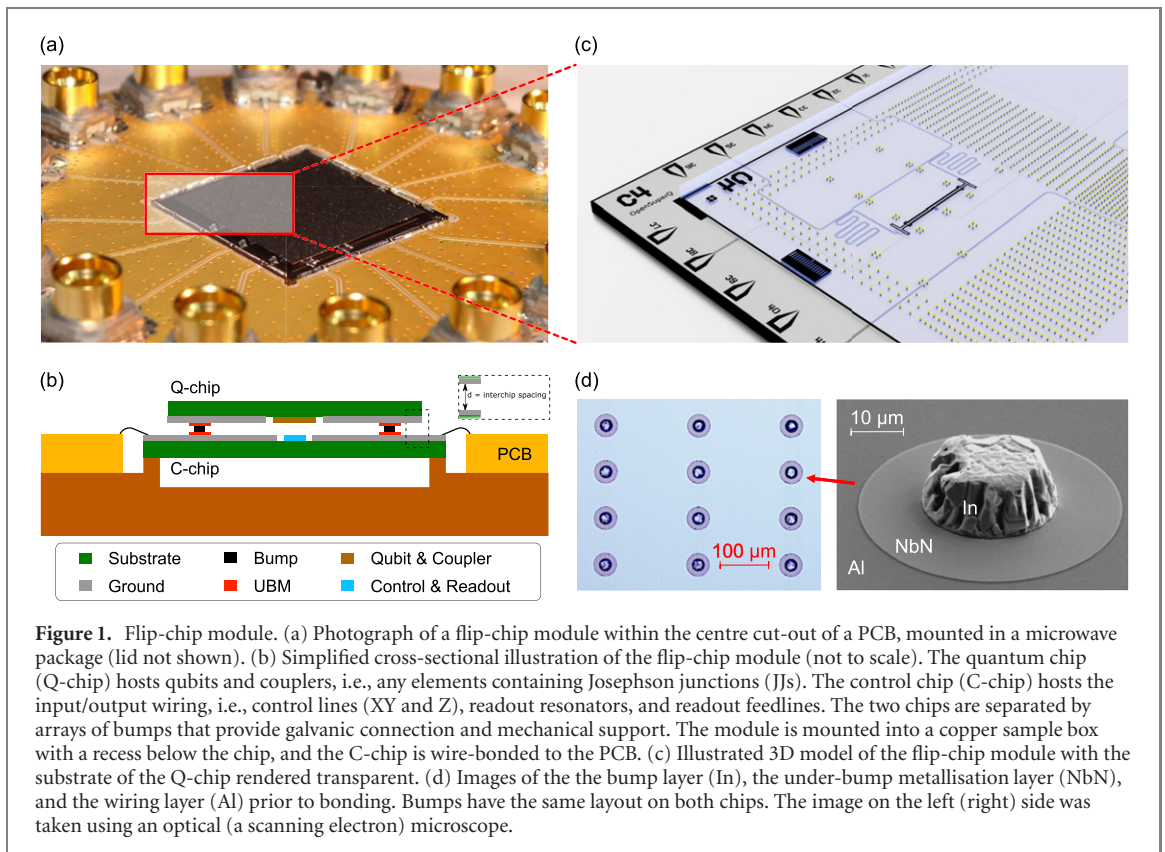 (a)
(c)
C4
OpenSuperQ
(b)
Q-chip
d = interchip spacing
C-chip
PCB
Substrate
Bump
Qubit & Coupler
Ground
UBM
Control & Readout
(d)
100 μm
10 μm
In
NbN
Al
Figure 1. Flip-chip module. (a) Photograph of a flip-chip module within the centre cut-out of a PCB, mounted in a microwave
package (lid not shown). (b) Simplified cross-sectional illustration of the flip-chip module (not to scale). The quantum chip
(Q-chip) hosts qubits and couplers, i.e., any elements containing Josephson junctions (JJs). The control chip (C-chip) hosts the
input/output wiring, i.e., control lines (XY and Z), readout resonators, and readout feedlines. The two chips are separated by
arrays of bumps that provide galvanic connection and mechanical support. The module is mounted into a copper sample box
with a recess below the chip, and the C-chip is wire-bonded to the PCB. (c) Illustrated 3D model of the flip-chip module with the
substrate of the Q-chip rendered transparent. (d) Images of the the bump layer (In), the under-bump metallisation layer (NbN),
and the wiring layer (Al) prior to bonding. Bumps have the same layout on both chips. The image on the left (right) side was
taken using an optical (a scanning electron) microscope.